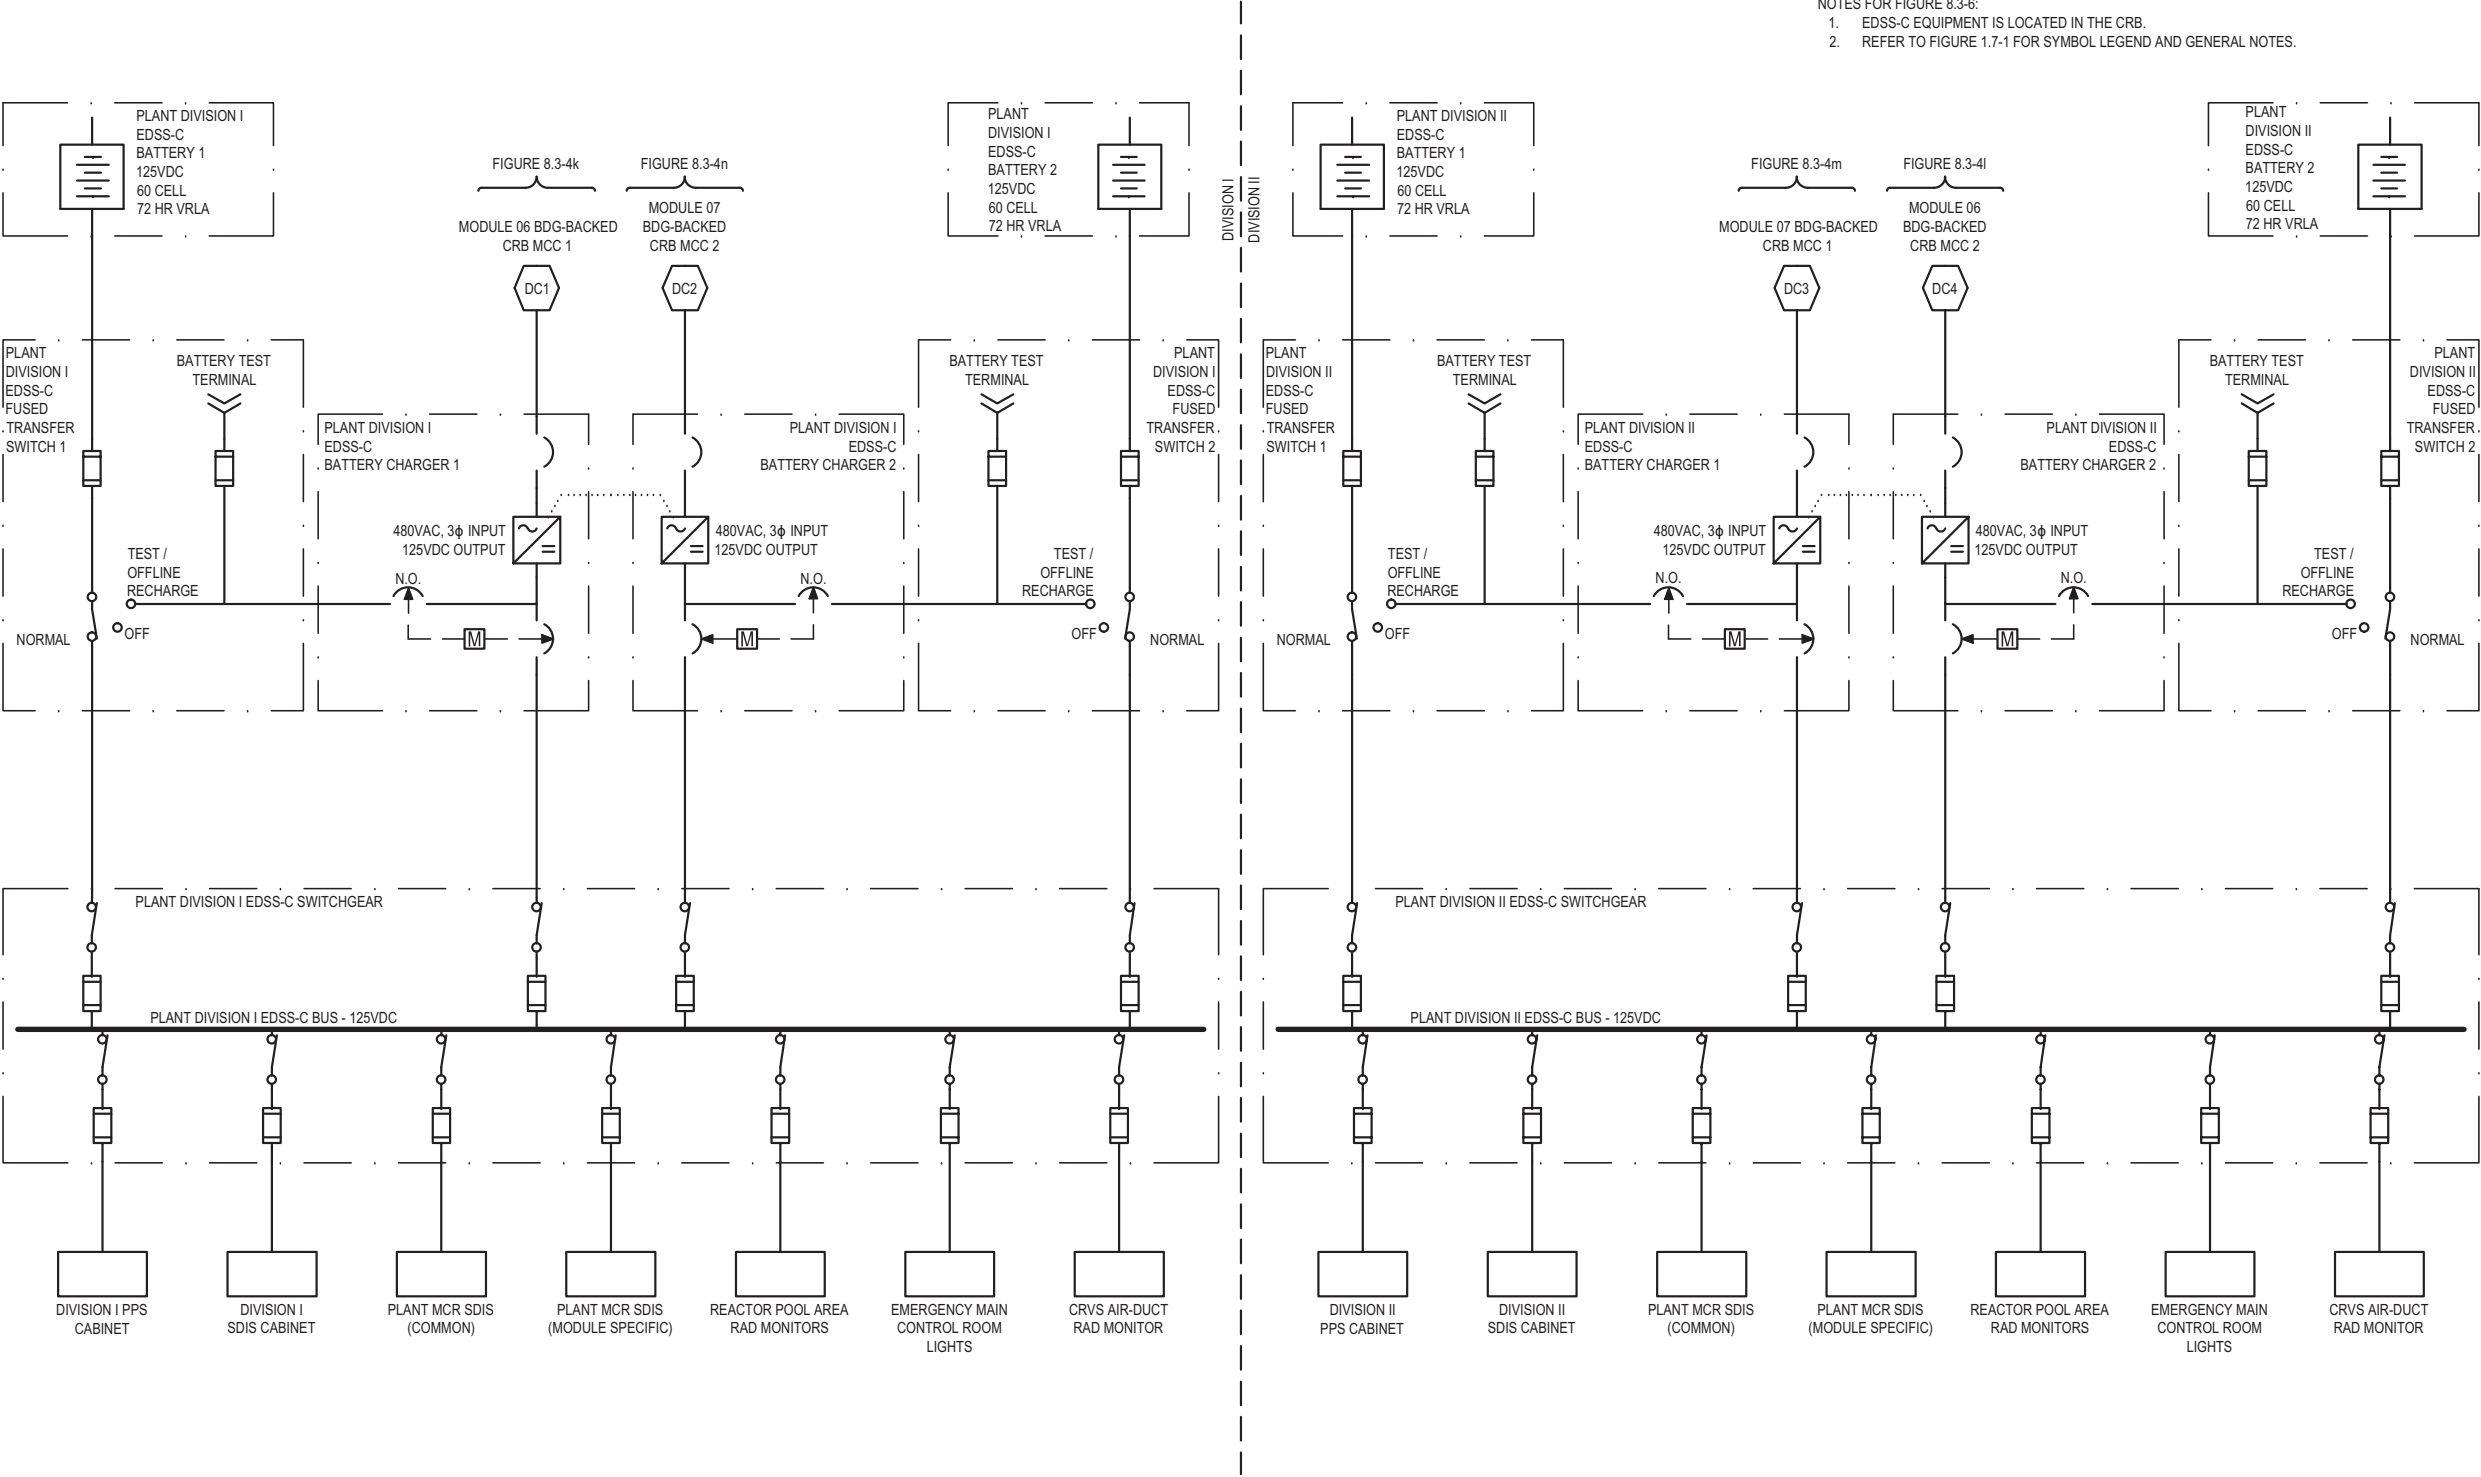 NOTES FOR FIGURE 8.3-6:
1. EDSS-C EQUIPMENT IS LOCATED IN THE CRB.
2. REFER TO FIGURE 1.7-1 FOR SYMBOL LEGEND AND GENERAL NOTES.
PLANT DIVISION I
EDSS-C
BATTERY 1
125VDC
60 CELL
72 HR VRLA
FIGURE 8.3-4k
MODULE 06 BDG-BACKED
CRB MCC 1
DC1
FIGURE 8.3-4n
MODULE 07
BDG-BACKED
CRB MCC 2
DC2
PLANT
DIVISION I
EDSS-C
BATTERY 2
125VDC
60 CELL
72 HR VRLA
DIVISION I
DIVISION II
PLANT DIVISION II
EDSS-C
BATTERY 1
125VDC
60 CELL
72 HR VRLA
FIGURE 8.3-4m
MODULE 07 BDG-BACKED
CRB MCC 1
DC3
FIGURE 8.3-4l
MODULE 06
BDG-BACKED
CRB MCC 2
DC4
PLANT
DIVISION II
EDSS-C
BATTERY 2
125VDC
60 CELL
72 HR VRLA
PLANT
DIVISION I
EDSS-C
FUSED
TRANSFER
SWITCH 1
BATTERY TEST
TERMINAL
TEST /
OFFLINE
RECHARGE
OFF
NORMAL
PLANT DIVISION I
EDSS-C
BATTERY CHARGER 1
480VAC, 3ϕ INPUT
125VDC OUTPUT
N.O.
M
PLANT DIVISION I
EDSS-C
BATTERY CHARGER 2
480VAC, 3ϕ INPUT
125VDC OUTPUT
N.O.
M
BATTERY TEST
TERMINAL
PLANT
DIVISION I
EDSS-C
FUSED
TRANSFER
SWITCH 2
TEST /
OFFLINE
RECHARGE
OFF
NORMAL
PLANT
DIVISION II
EDSS-C
FUSED
TRANSFER
SWITCH 1
BATTERY TEST
TERMINAL
TEST /
OFFLINE
RECHARGE
OFF
NORMAL
PLANT DIVISION II
EDSS-C
BATTERY CHARGER 1
480VAC, 3ϕ INPUT
125VDC OUTPUT
N.O.
M
PLANT DIVISION II
EDSS-C
BATTERY CHARGER 2
480VAC, 3ϕ INPUT
125VDC OUTPUT
N.O.
M
BATTERY TEST
TERMINAL
PLANT
DIVISION II
EDSS-C
FUSED
TRANSFER
SWITCH 2
TEST /
OFFLINE
RECHARGE
OFF
NORMAL
PLANT DIVISION I EDSS-C SWITCHGEAR
PLANT DIVISION I EDSS-C BUS - 125VDC
PLANT DIVISION II EDSS-C SWITCHGEAR
PLANT DIVISION II EDSS-C BUS - 125VDC
DIVISION I PPS
CABINET
DIVISION I
SDIS CABINET
PLANT MCR SDIS
(COMMON)
PLANT MCR SDIS
(MODULE SPECIFIC)
REACTOR POOL AREA
RAD MONITORS
EMERGENCY MAIN
CONTROL ROOM
LIGHTS
CRVS AIR-DUCT
RAD MONITOR
DIVISION II
PPS CABINET
DIVISION II
SDIS CABINET
PLANT MCR SDIS
(COMMON)
PLANT MCR SDIS
(MODULE SPECIFIC)
REACTOR POOL AREA
RAD MONITORS
EMERGENCY MAIN
CONTROL ROOM
LIGHTS
CRVS AIR-DUCT
RAD MONITOR